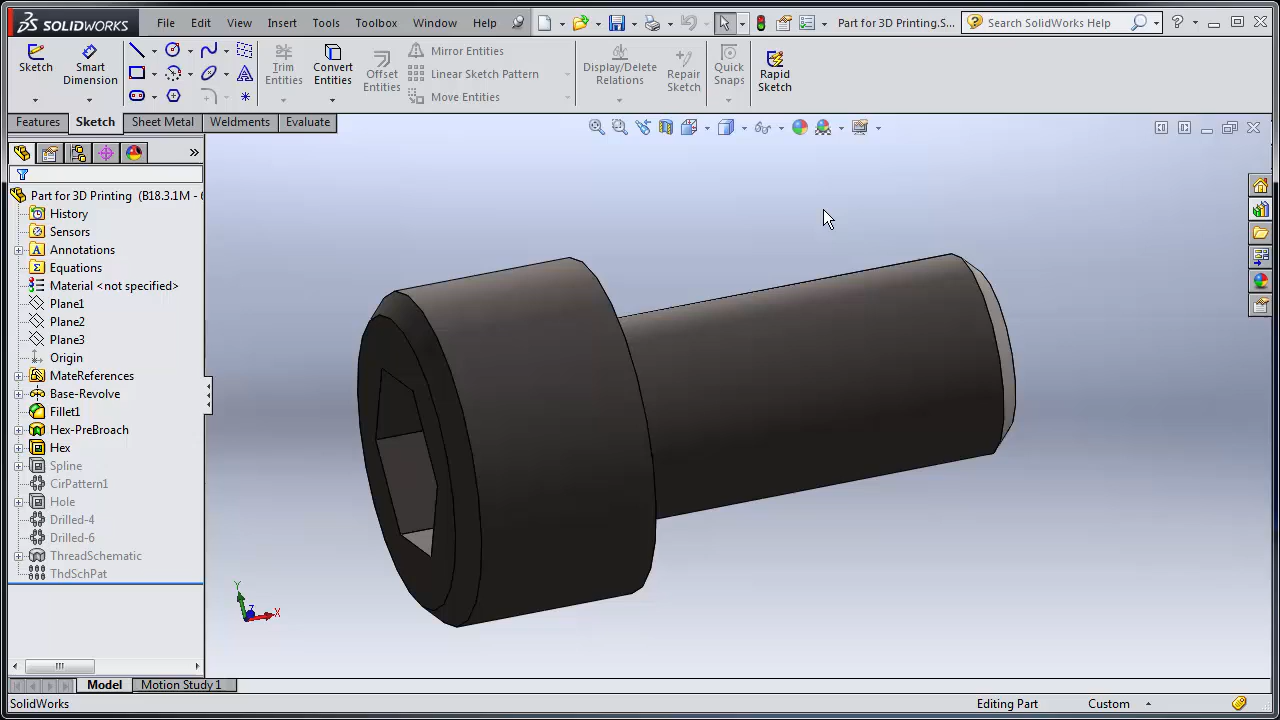 SOLIDWORKS File Edit View Insert Tools Toolbox Window Help Part for 3D Printing.S... Search SolidWorks Help
Sketch
Smart Dimension
Trim Entities
Convert Entities
Offset Entities
Mirror Entities
Linear Sketch Pattern
Move Entities
Display/Delete Relations
Repair Sketch
Quick Snaps
Rapid Sketch
Features Sketch Sheet Metal Weldments Evaluate
Part for 3D Printing (B18.3.1M -
History
Sensors
Annotations
Equations
Material <not specified>
Plane1
Plane2
Plane3
Origin
MateReferences
Base-Revolve
Fillet1
Hex-PreBroach
Hex
Spline
CirPattern1
Hole
Drilled-4
Drilled-6
ThreadSchematic
ThdSchPat
Y
Z
X
Model Motion Study 1
SolidWorks Editing Part Custom